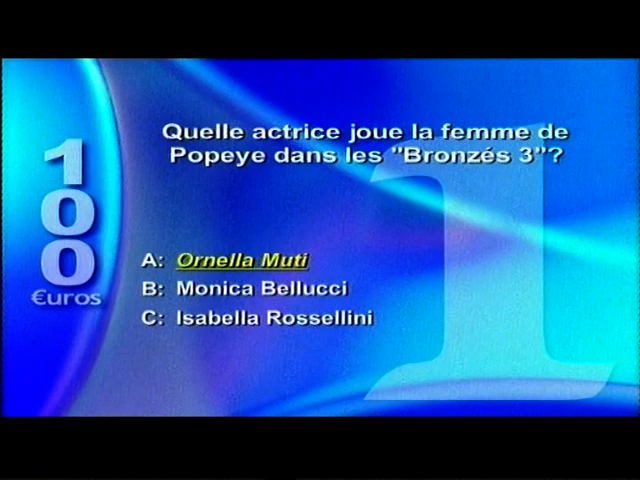 Quelle actrice joue la femme de
Popeye dans les "Bronzés 3"?
100
€uros
A: Ornella Muti
B: Monica Bellucci
C: Isabella Rossellini
1